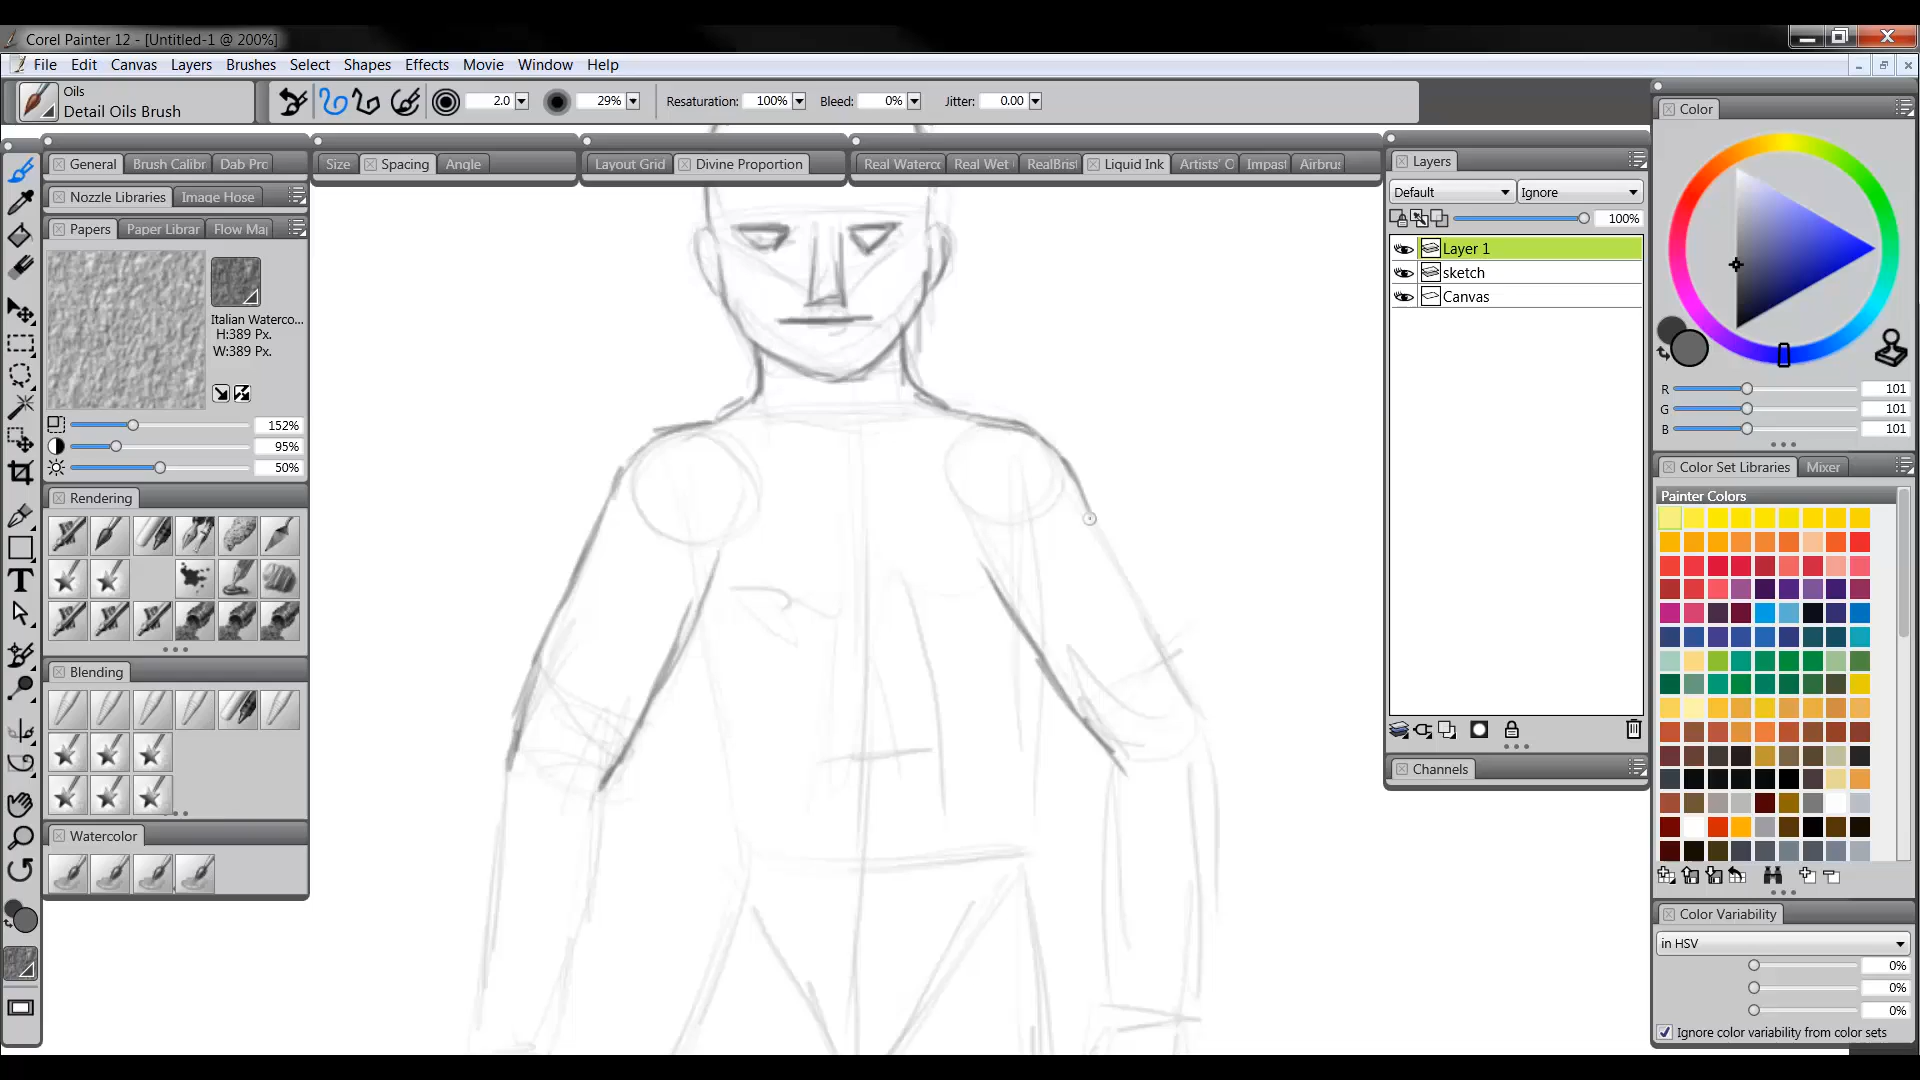 Corel Painter 12 - [Untitled-1 @ 200%]
File Edit Canvas Layers Brushes Select Shapes Effects Movie Window Help
Oils
Detail Oils Brush
2.0 29% Resaturation: 100% Bleed: 0% Jitter: 0.00
General Brush Calibr Dab Pro
Size Spacing Angle
Layout Grid Divine Proportion
Real Waterco Real Wet RealBrist Liquid Ink Artists' O Impast Airbrus
Nozzle Libraries Image Hose
Papers Paper Librar Flow Map
Italian Waterco...
H:389 Px.
W:389 Px.
152%
95%
50%
Rendering
Blending
Watercolor
T
Layers
Default Ignore
100%
Layer 1
sketch
Canvas
Channels
Color
R 101
G 101
B 101
Color Set Libraries Mixer
Painter Colors
Color Variability
in HSV
0%
0%
0%
Ignore color variability from color sets